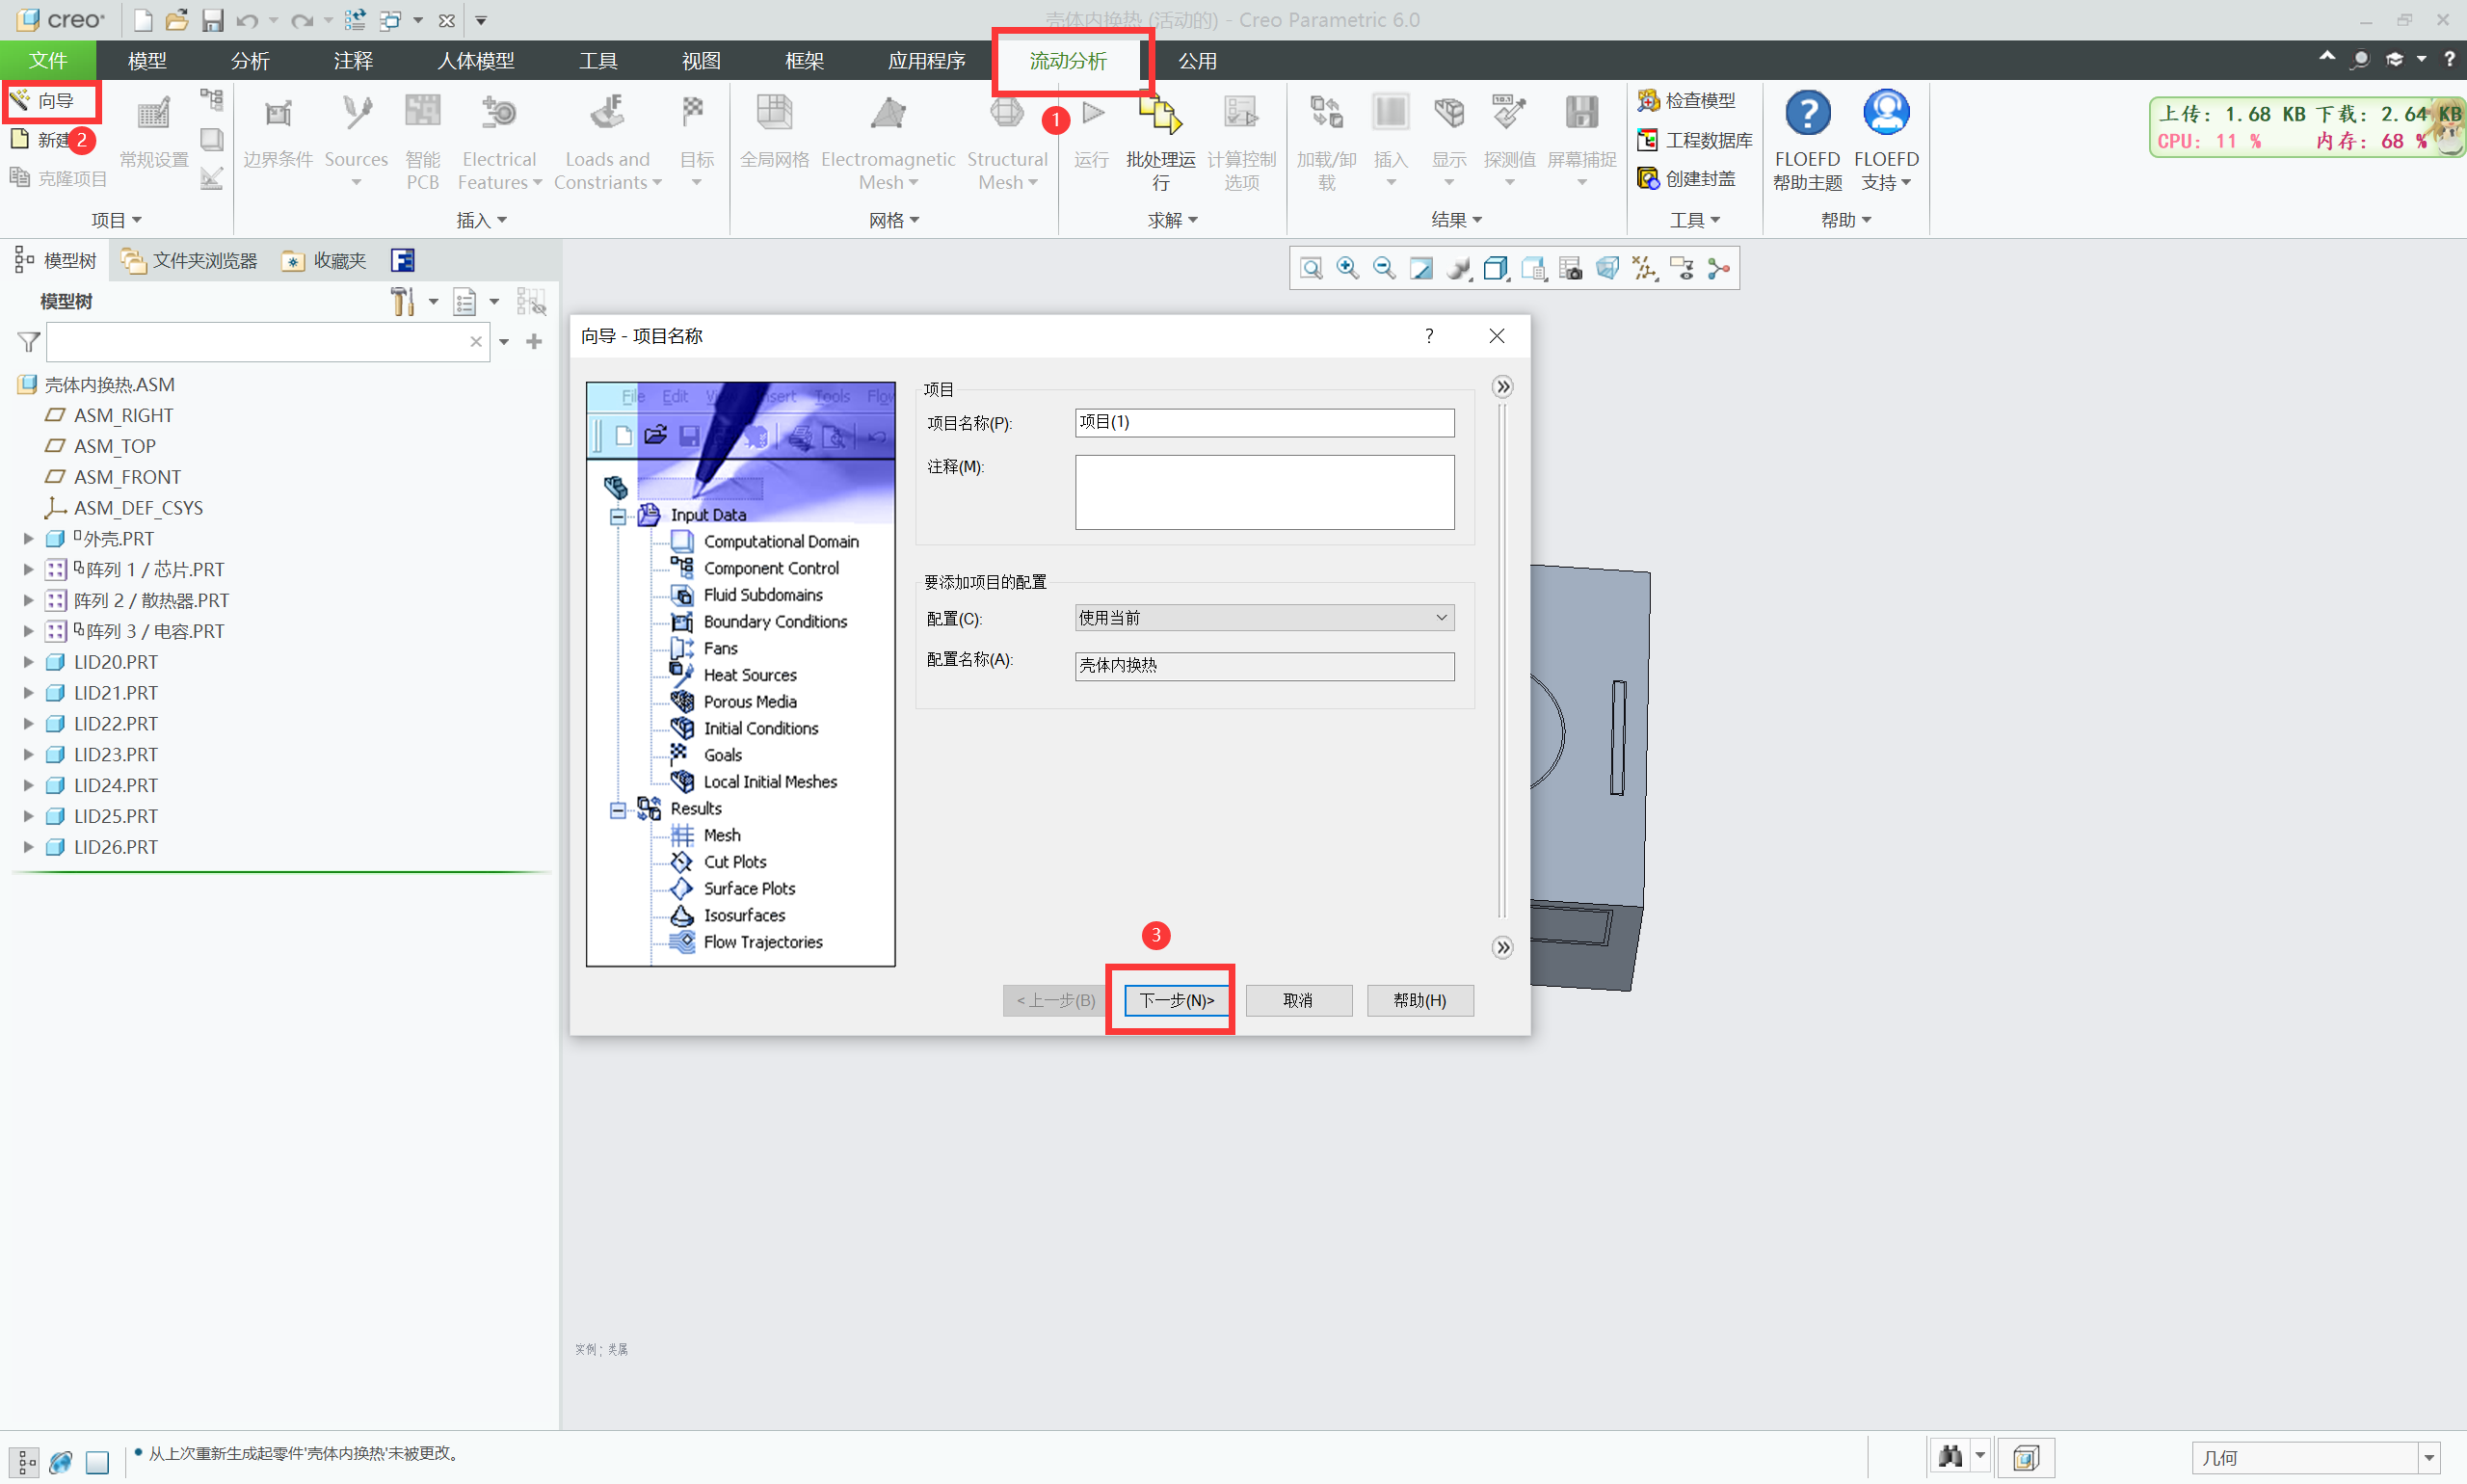 creo
壳体内换热 (活动的) - Creo Parametric 6.0
文件 模型 分析 注释 人体模型 工具 视图 框架 应用程序 流动分析 公用
向导
新建
2
克隆项目
常规设置
项目
边界条件
Sources
智能 PCB
Electrical Features
Loads and Constraints
目标
插入
全局网格
Electromagnetic Mesh
Structural Mesh
网格
1
运行
批处理运行
计算控制选项
求解
加载/卸载
插入
显示
探测值
屏幕捕捉
结果
检查模型
工程数据库
创建封盖
工具
FLOEFD 帮助主题
FLOEFD 支持
帮助
上传: 1.68 KB 下载: 2.64 KB
CPU: 11 % 内存: 68 %
模型树 文件夹浏览器 收藏夹
模型树
壳体内换热.ASM
ASM_RIGHT
ASM_TOP
ASM_FRONT
ASM_DEF_CSYS
外壳.PRT
阵列 1 / 芯片.PRT
阵列 2 / 散热器.PRT
阵列 3 / 电容.PRT
LID20.PRT
LID21.PRT
LID22.PRT
LID23.PRT
LID24.PRT
LID25.PRT
LID26.PRT
向导 - 项目名称
File Edit Insert Tools
Input Data
Computational Domain
Component Control
Fluid Subdomains
Boundary Conditions
Fans
Heat Sources
Porous Media
Initial Conditions
Goals
Local Initial Meshes
Results
Mesh
Cut Plots
Surface Plots
Isosurfaces
Flow Trajectories
项目
项目名称(P): 项目(1)
注释(M):
要添加项目的配置
配置(C): 使用当前
配置名称(A): 壳体内换热
3
< 上一步(B) 下一步(N)> 取消 帮助(H)
实例: 类属
从上次重新生成起零件'壳体内换热'未被更改。
几何